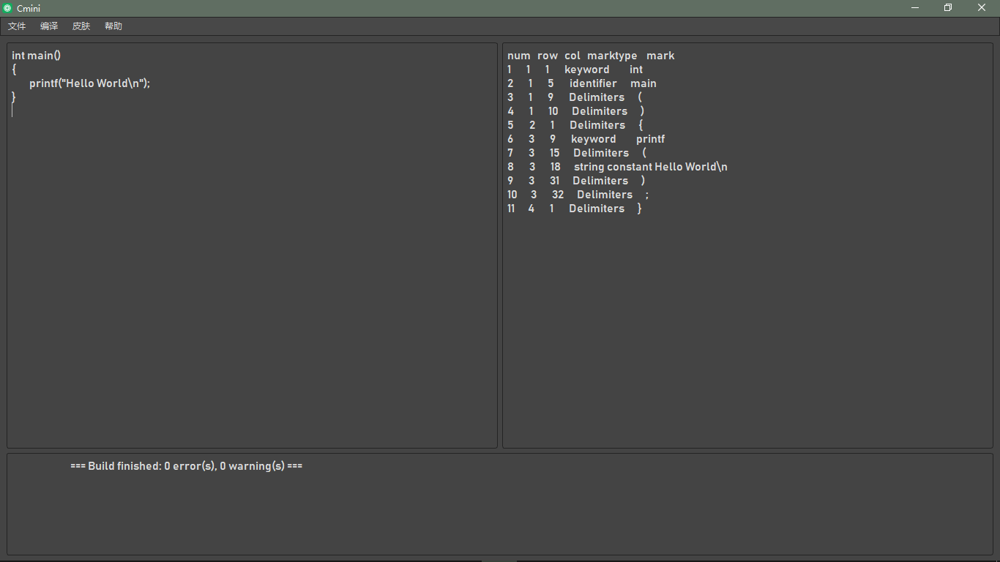 Cmini
文件 编译 皮肤 帮助
int main()
{
printf("Hello World\n");
}
num row col marktype mark
1 1 1 keyword int
2 1 5 identifier main
3 1 9 Delimiters (
4 1 10 Delimiters )
5 2 1 Delimiters {
6 3 9 keyword printf
7 3 15 Delimiters (
8 3 18 string constant Hello World\n
9 3 31 Delimiters )
10 3 32 Delimiters ;
11 4 1 Delimiters }
=== Build finished: 0 error(s), 0 warning(s) ===